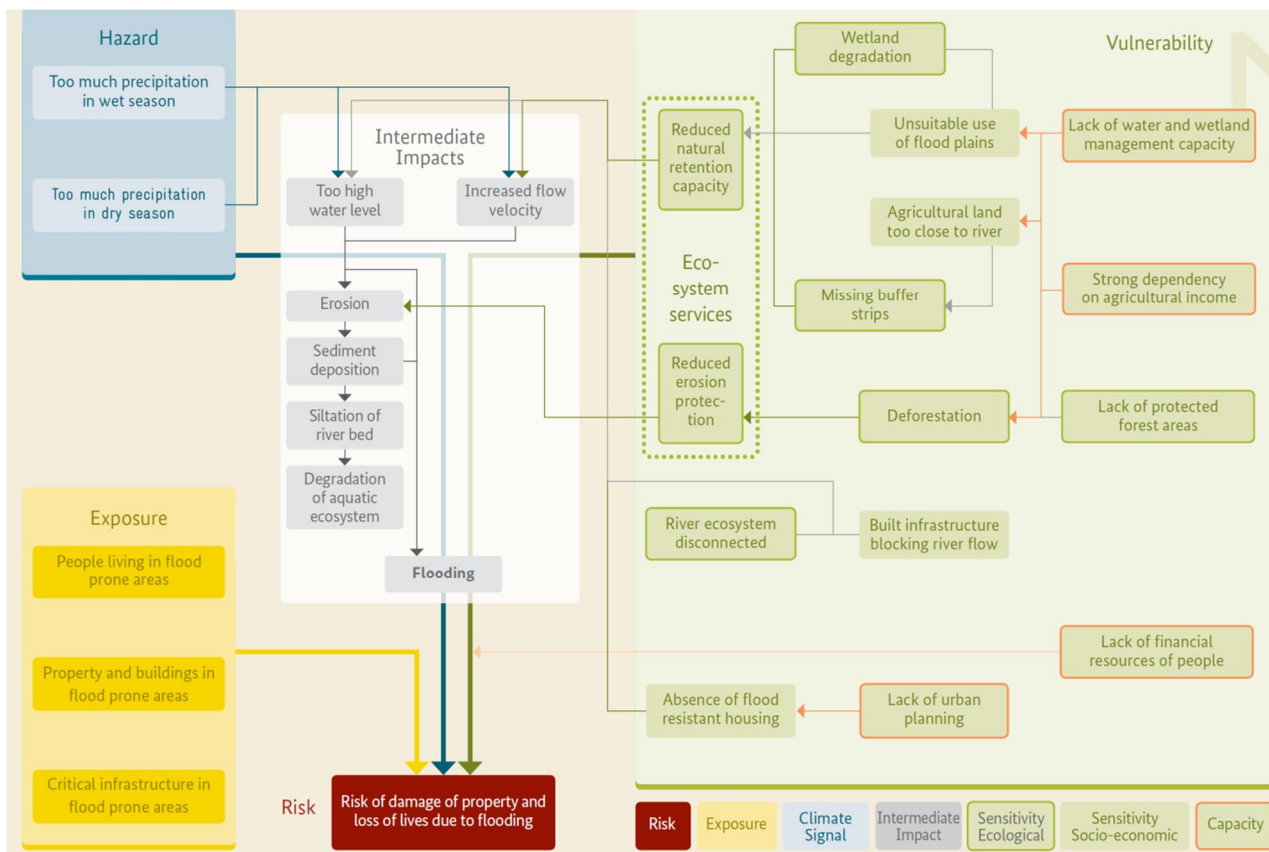 Hazard
Too much precipitation
in wet season
Too much precipitation
in dry season
Intermediate
Impacts
Too high
water level
Increased flow
velocity
Erosion
Sediment
deposition
Siltation of
river bed
Degradation
of aquatic
ecosystem
Flooding
Exposure
People living in flood
prone areas
Property and buildings in
flood prone areas
Critical infrastructure in
flood prone areas
Vulnerability
Wetland
degradation
Reduced
natural
retention
capacity
Unsuitable use
of flood plains
Lack of water and wetland
management capacity
Agricultural land
too close to river
Eco-
system
services
Missing buffer
strips
Strong dependency
on agricultural income
Reduced
erosion
protec-
tion
Deforestation
Lack of protected
forest areas
River ecosystem
disconnected
Built infrastructure
blocking river flow
Lack of financial
resources of people
Absence of flood
resistant housing
Lack of urban
planning
Risk
Risk of damage of property and
loss of lives due to flooding
Risk
Exposure
Climate
Signal
Intermediate
Impact
Sensitivity
Ecological
Sensitivity
Socio-economic
Capacity